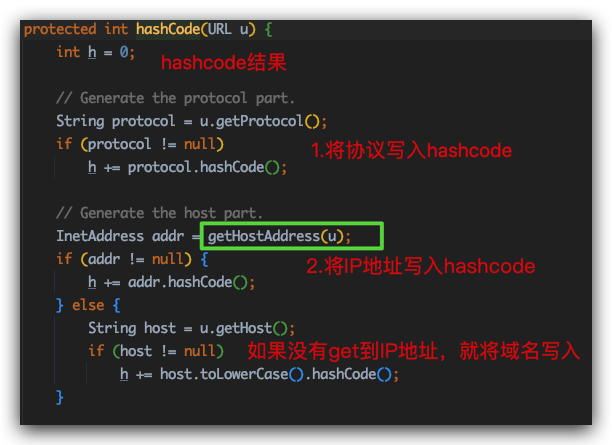 protected int hashCode(URL u) {
int h = 0;
hashcode结果
// Generate the protocol part.
String protocol = u.getProtocol();
if (protocol != null)
1.将协议写入hashcode
h += protocol.hashCode();
// Generate the host part.
InetAddress addr = getHostAddress(u);
if (addr != null) {
2.将IP地址写入hashcode
h += addr.hashCode();
} else {
String host = u.getHost();
if (host != null)
如果没有get到IP地址，就将域名写入
h += host.toLowerCase().hashCode();
}